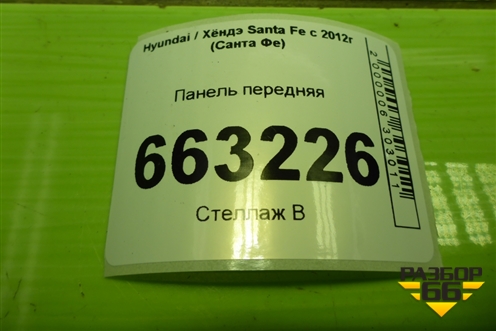 Hyundai / Хёндэ Santa Fe с 2012г
(Санта Фе)
Панель передняя
663226
Стеллаж В
2000006303011
РАЗБОР
66